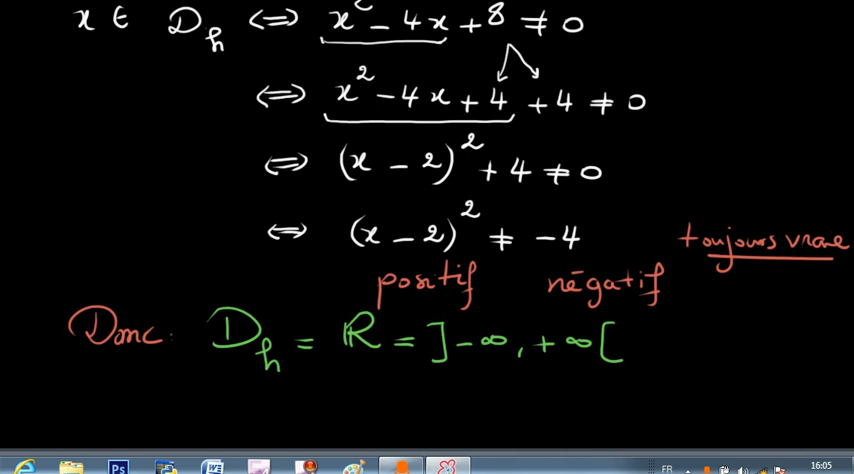 x ∈ D_h ⇔ x² - 4x + 8 ≠ 0
⇔ x² - 4x + 4 + 4 ≠ 0
⇔ (x - 2)² + 4 ≠ 0
⇔ (x - 2)² ≠ -4 toujours vraie
positif négatif
Donc: D_h = ℝ = ]-∞, +∞[
Ps W FR 16:05